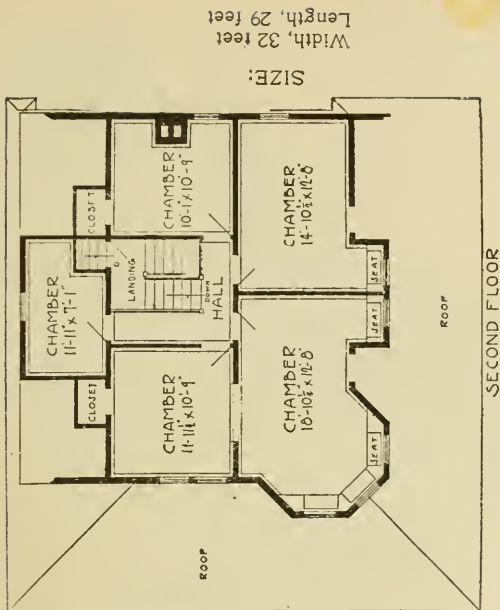 SIZE:
Width, 32 feet
Length, 29 feet
CLOSET
CHAMBER
11'-11" x 7'-1"
CLOSET
CHAMBER
11'-11½" x 10'-9"
LANDING
DOWN
HALL
CHAMBER
10'-1" x 10'-9"
CHAMBER
18'-10½" x 12'-8"
CHAMBER
14'-10½" x 12'-8"
SEAT
SEAT
SEAT
ROOF
ROOF
SECOND FLOOR